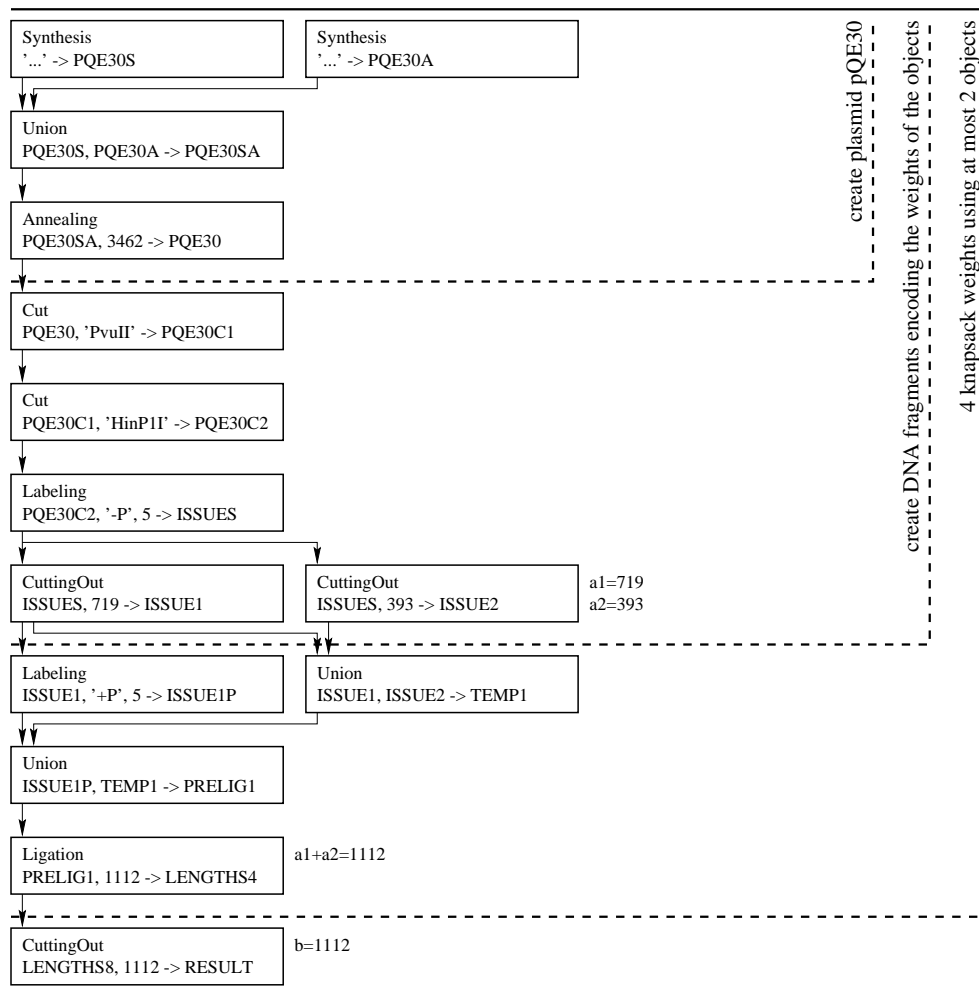 Synthesis
'...' -> PQE30S
Synthesis
'...' -> PQE30A
Union
PQE30S, PQE30A -> PQE30SA
Annealing
PQE30SA, 3462 -> PQE30
create plasmid pQE30
Cut
PQE30, 'PvuII' -> PQE30C1
Cut
PQE30C1, 'HinP1I' -> PQE30C2
Labeling
PQE30C2, '-P', 5 -> ISSUES
CuttingOut
ISSUES, 719 -> ISSUE1
CuttingOut
ISSUES, 393 -> ISSUE2
a1=719
a2=393
create DNA fragments encoding the weights of the objects
Labeling
ISSUE1, '+P', 5 -> ISSUE1P
Union
ISSUE1, ISSUE2 -> TEMP1
Union
ISSUE1P, TEMP1 -> PRELIG1
Ligation
PRELIG1, 1112 -> LENGTHS4
a1+a2=1112
4 knapsack weights using at most 2 objects
CuttingOut
LENGTHS8, 1112 -> RESULT
b=1112